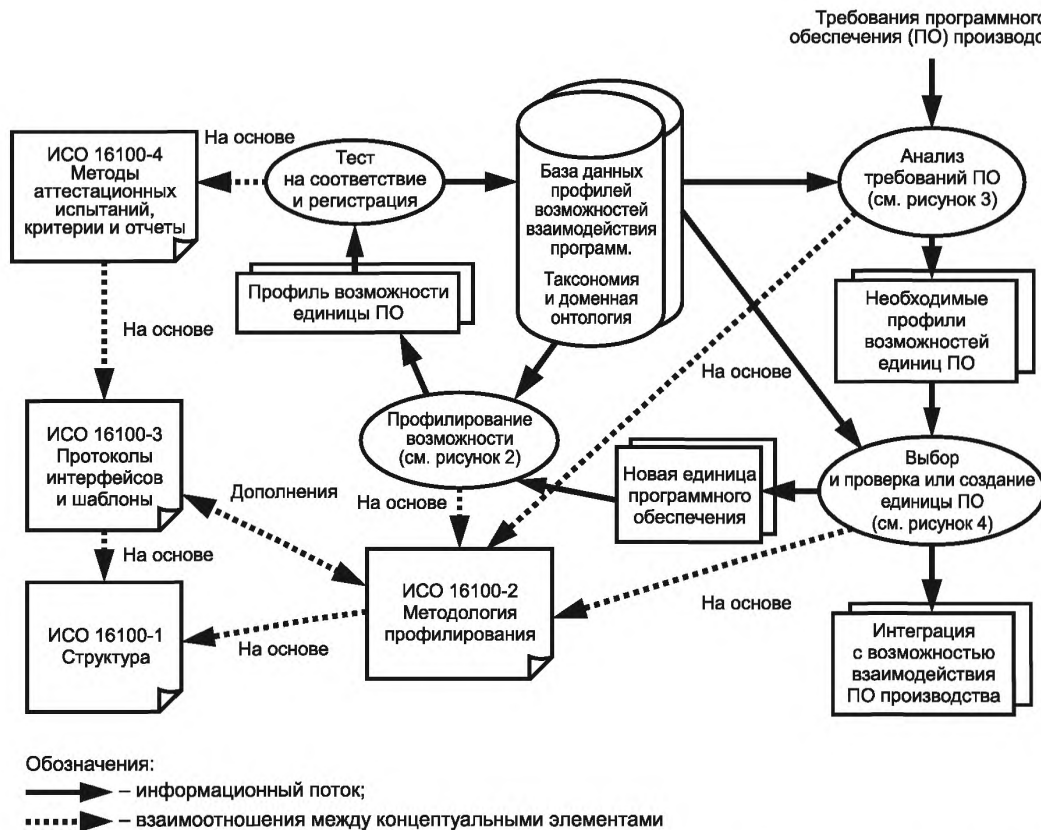 Требования программного
обеспечения (ПО) производс
ИСО 16100-4
Методы
аттестационных
испытаний,
критерии и отчеты
На основе
Тест
на соответствие
и регистрация
База данных
профилей
возможностей
взаимодействия
программ.
Таксономия
и доменная
онтология
Анализ
требований ПО
(см. рисунок 3)
Профиль возможности
единицы ПО
На основе
Необходимые
профили
возможностей
единиц ПО
На основе
ИСО 16100-3
Протоколы
интерфейсов
и шаблоны
Профилирование
возможности
(см. рисунок 2)
Дополнения
На основе
Новая единица
программного
обеспечения
Выбор
и проверка или создание
единицы ПО
(см. рисунок 4)
На основе
ИСО 16100-1
Структура
На основе
ИСО 16100-2
Методология
профилирования
На основе
Интеграция
с возможностью
взаимодействия
ПО производства
Обозначения:
– информационный поток;
– взаимоотношения между концептуальными элементами